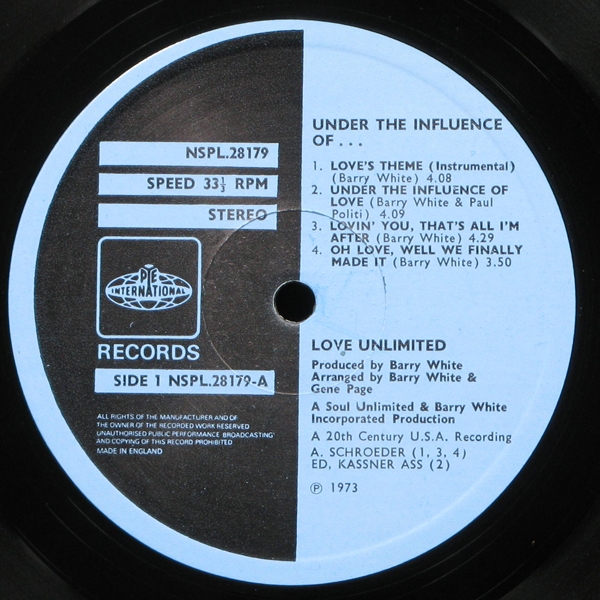 NSPL.28179
SPEED 33⅓ RPM
STEREO
PYE
INTERNATIONAL
RECORDS
SIDE 1 NSPL.28179-A
ALL RIGHTS OF THE MANUFACTURER AND OF
THE OWNER OF THE RECORDED WORK RESERVED
UNAUTHORISED PUBLIC PERFORMANCE BROADCASTING
AND COPYING OF THIS RECORD PROHIBITED
MADE IN ENGLAND
UNDER THE INFLUENCE
OF . . .
1. LOVE'S THEME (Instrumental)
(Barry White) 4.08
2. UNDER THE INFLUENCE OF
LOVE (Barry White & Paul
Politi) 4.09
3. LOVIN' YOU, THAT'S ALL I'M
AFTER (Barry White) 4.29
4. OH LOVE, WELL WE FINALLY
MADE IT (Barry White) 3.50
LOVE UNLIMITED
Produced by Barry White
Arranged by Barry White &
Gene Page
A Soul Unlimited & Barry White
Incorporated Production
A 20th Century U.S.A. Recording
A. SCHROEDER (1, 3, 4)
ED, KASSNER ASS (2)
Ⓟ 1973